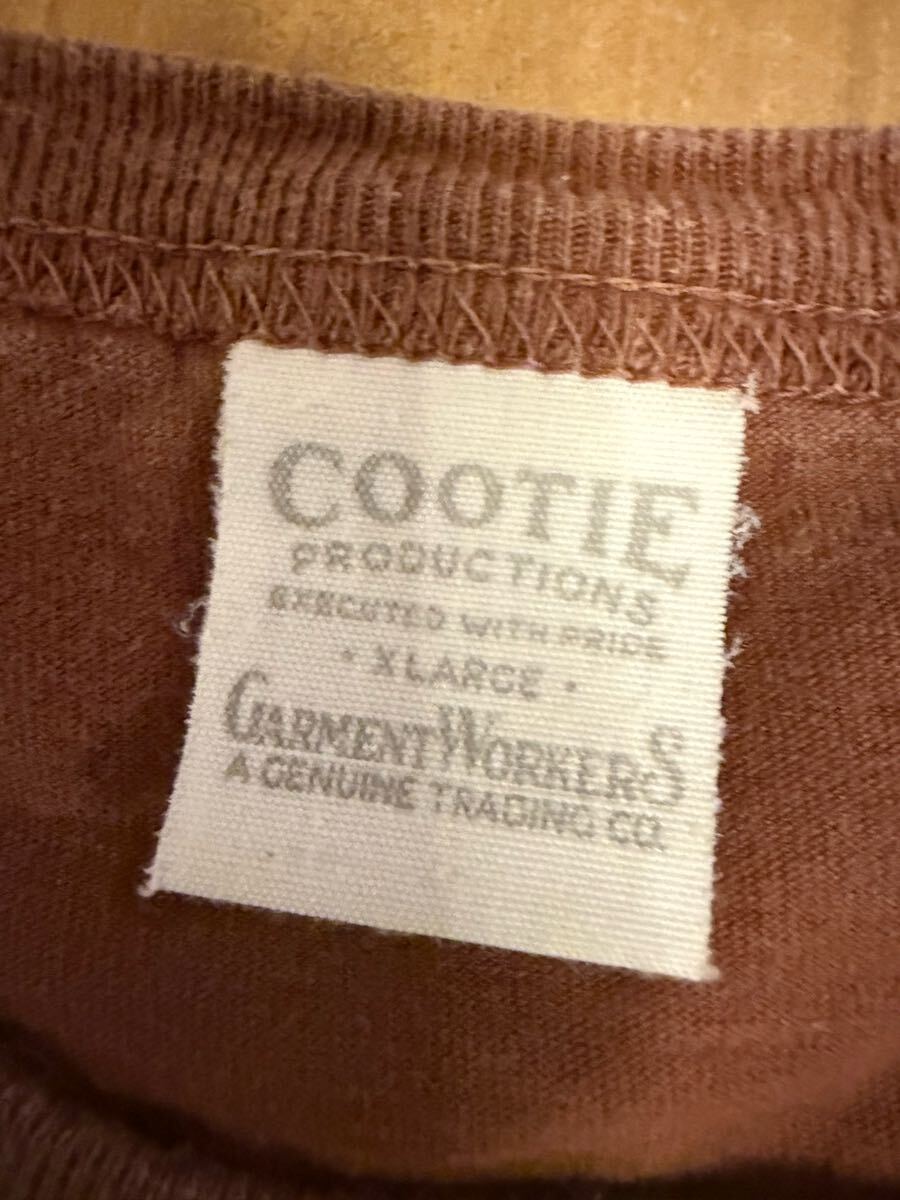 COOTIE
PRODUCTIONS
EXECUTED WITH PRIDE
• XLARGE •
GARMENT WORKERS
A GENUINE TRADING CO.